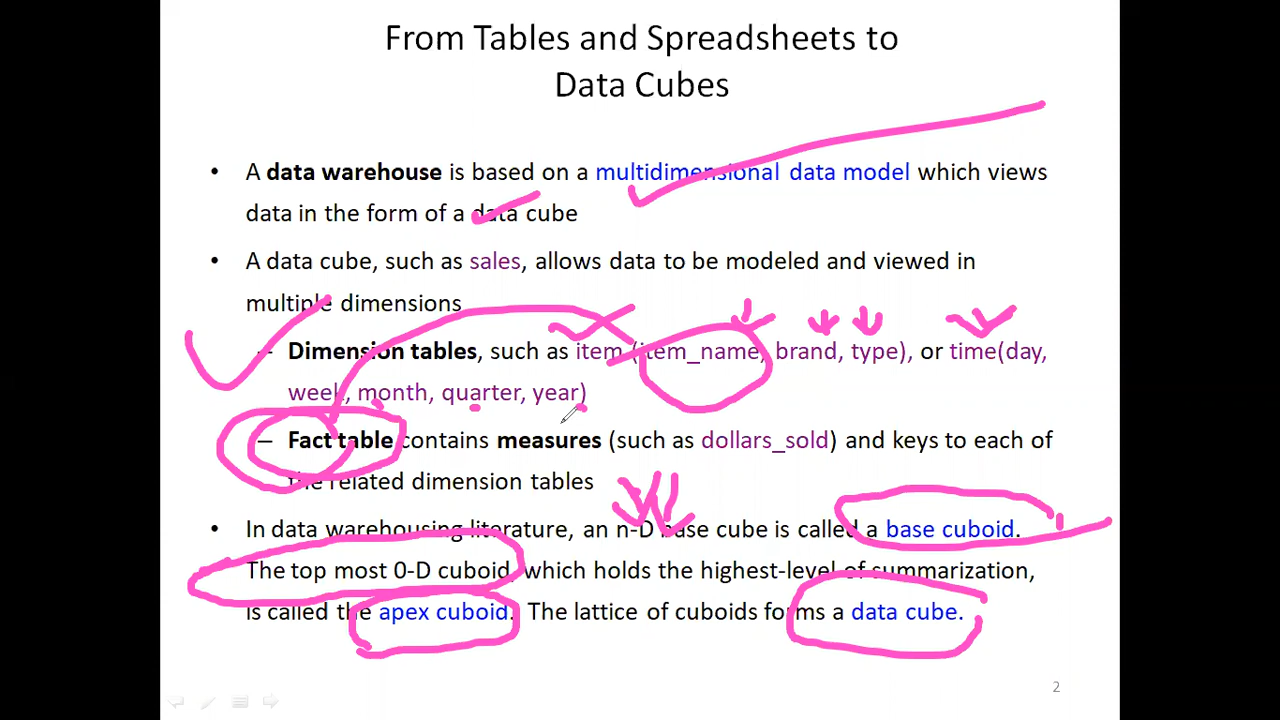 From Tables and Spreadsheets to
Data Cubes
• A data warehouse is based on a multidimensional data model which views
data in the form of a data cube
• A data cube, such as sales, allows data to be modeled and viewed in
multiple dimensions
– Dimension tables, such as item (item_name, brand, type), or time(day,
week, month, quarter, year)
– Fact table contains measures (such as dollars_sold) and keys to each of
the related dimension tables
• In data warehousing literature, an n-D base cube is called a base cuboid.
The top most 0-D cuboid, which holds the highest-level of summarization,
is called the apex cuboid. The lattice of cuboids forms a data cube.
2